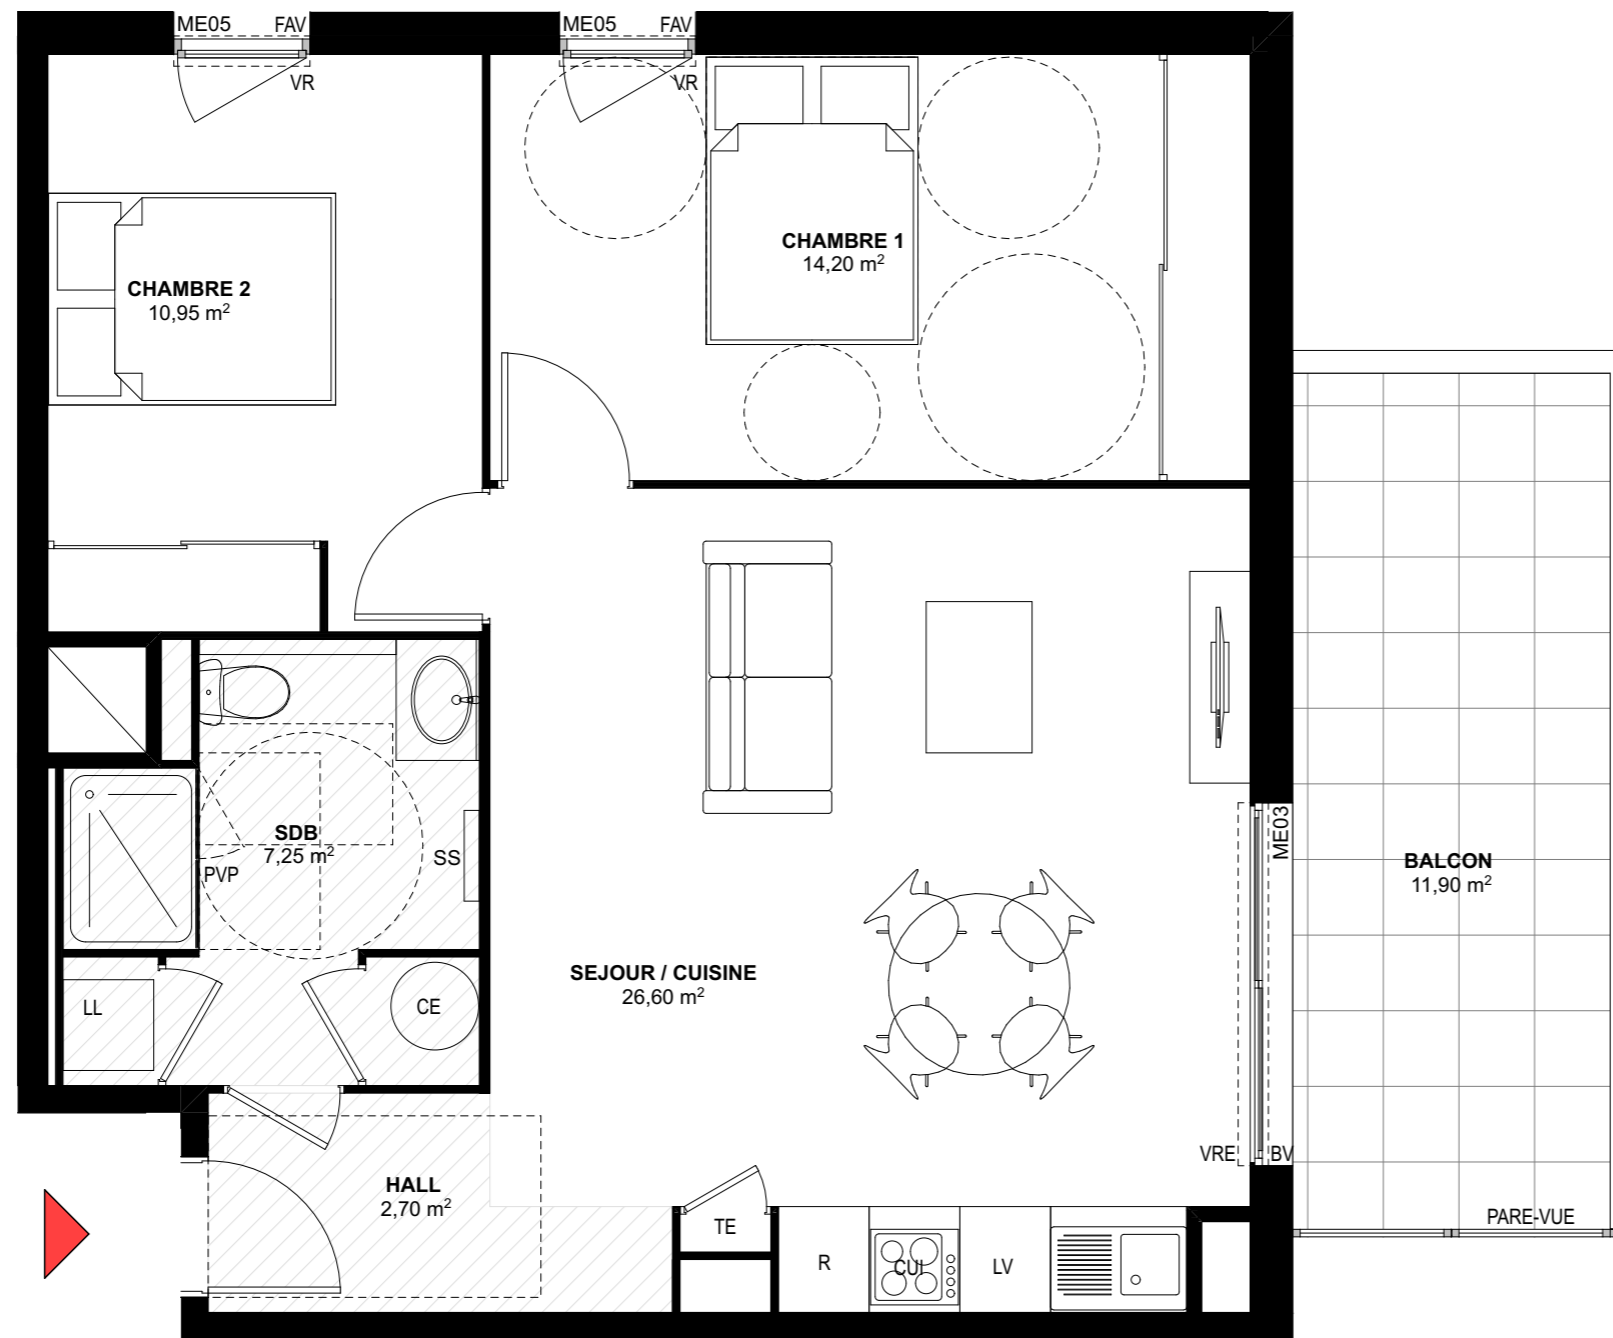 ME05 FAV
VR
ME05 FAV
VR
CHAMBRE 1
14,20 m²
CHAMBRE 2
10,95 m²
SDB
7,25 m²
PVP
SS
ME03
BALCON
11,90 m²
SEJOUR / CUISINE
26,60 m²
LL
CE
VRE
BV
HALL
2,70 m²
TE
R
CUI
LV
PARE-VUE